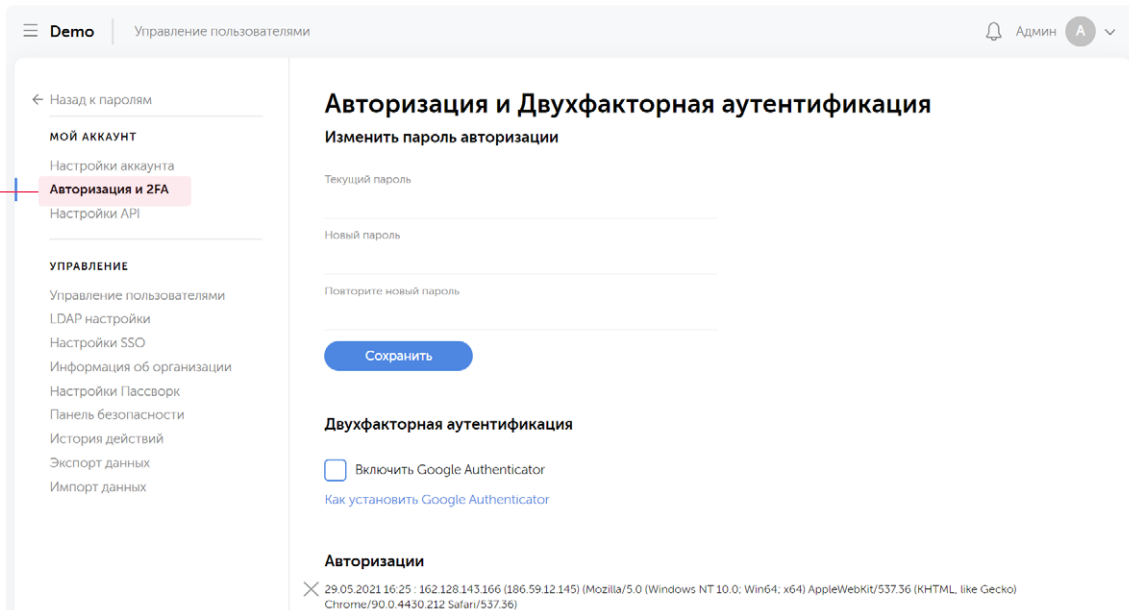 Demo
Управление пользователями
Админ
А
Назад к паролям
МОЙ АККАУНТ
Настройки аккаунта
Авторизация и 2FA
Настройки API
УПРАВЛЕНИЕ
Управление пользователями
LDAP настройки
Настройки SSO
Информация об организации
Настройки Пассворк
Панель безопасности
История действий
Экспорт данных
Импорт данных
Авторизация и Двухфакторная аутентификация
Изменить пароль авторизации
Текущий пароль
Новый пароль
Повторите новый пароль
Сохранить
Двухфакторная аутентификация
Включить Google Authenticator
Как установить Google Authenticator
Авторизации
29.05.2021 16:25 : 162.128.143.166 (186.59.12.145) (Mozilla/5.0 (Windows NT 10.0; Win64; x64) AppleWebKit/537.36 (KHTML, like Gecko)
Chrome/90.0.4430.212 Safari/537.36)